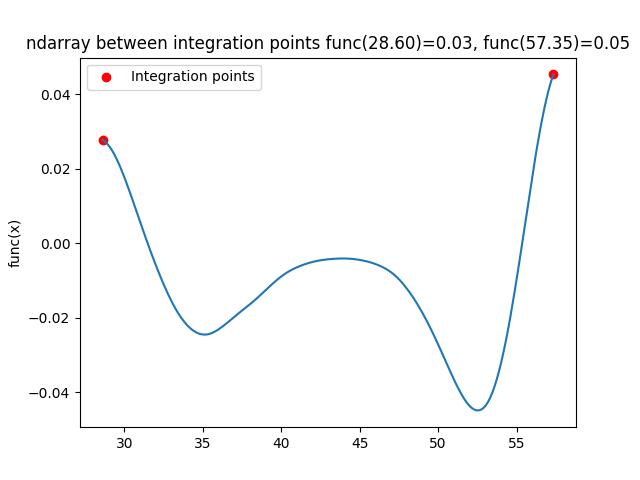 ndarray between integration points func(28.60)=0.03, func(57.35)=0.05
Integration points
func(x)
0.04
0.02
0.00
−0.02
−0.04
30 35 40 45 50 55